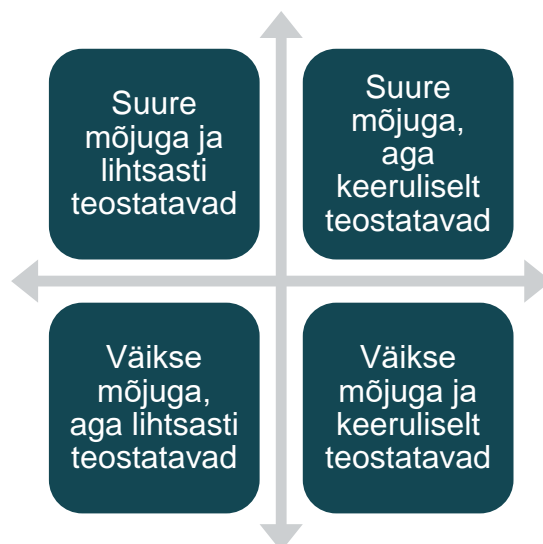 Suure
mõjuga ja
lihtsasti
teostatavad
Suure
mõjuga,
aga
keeruliselt
teostatavad
Väikse
mõjuga,
aga lihtsasti
teostatavad
Väikse
mõjuga ja
keeruliselt
teostatavad